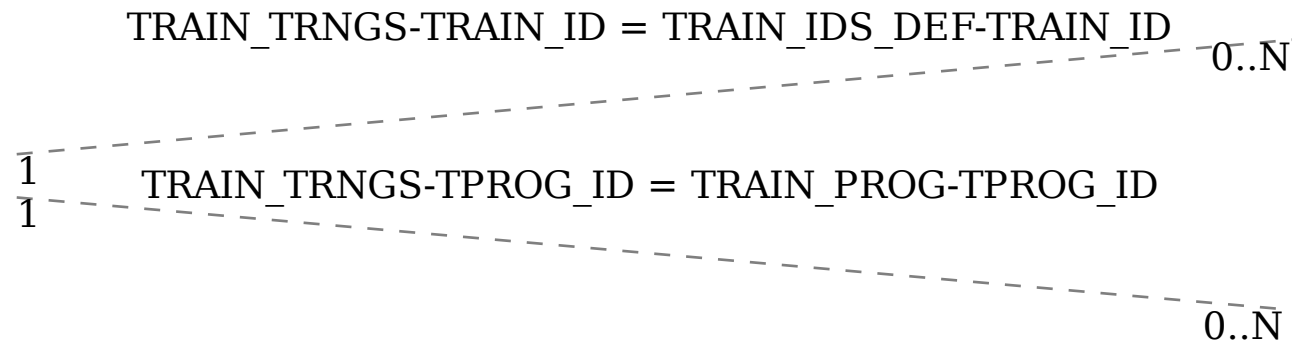 TRAIN_TRNGS-TRAIN_ID = TRAIN_IDS_DEF-TRAIN_ID
0..N
1
TRAIN_TRNGS-TPROG_ID = TRAIN_PROG-TPROG_ID
1
0..N